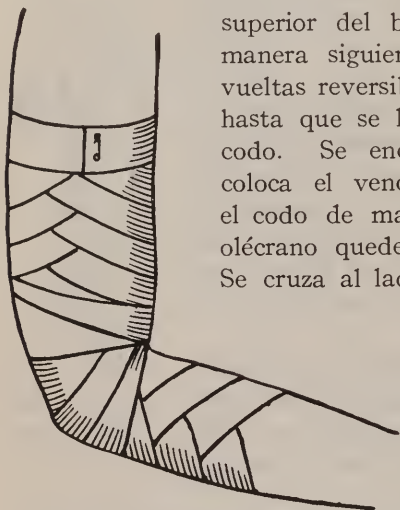 superior del b
manera siguier
vueltas reversib
hasta que se l
codo. Se enc
coloca el venc
el codo de ma
olécrano quede
Se cruza al lac